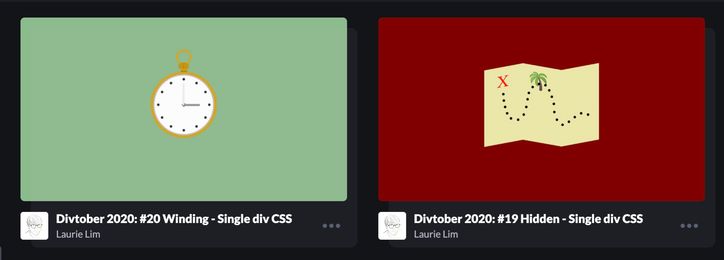 X
Divtober 2020: #20 Winding - Single div CSS
Laurie Lim
Divtober 2020: #19 Hidden - Single div CSS
Laurie Lim